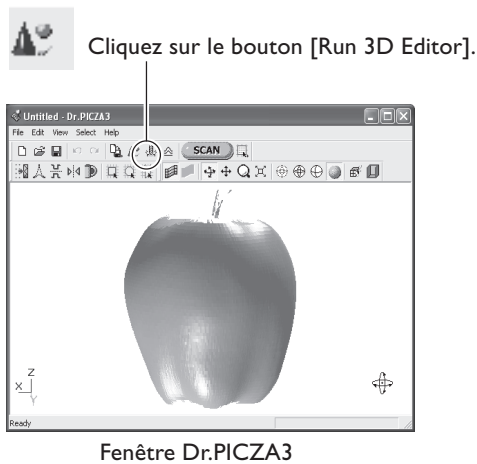 Cliquez sur le bouton [Run 3D Editor].
Untitled - Dr.PICZA3
File Edit View Select Help
SCAN
Z
X
Y
Ready
Fenêtre Dr.PICZA3